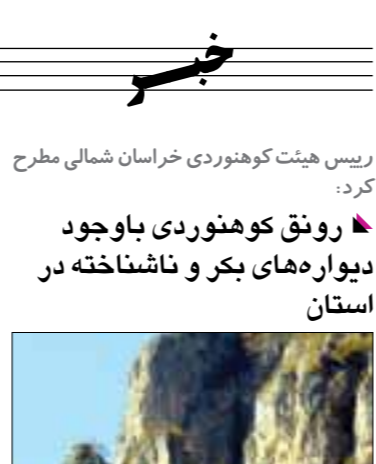 خبر
رییس هیئت کوهنوردی خراسان شمالی مطرح
کرد:
رونق کوهنوردی باوجود
دیواره‌های بکر و ناشناخته در
استان